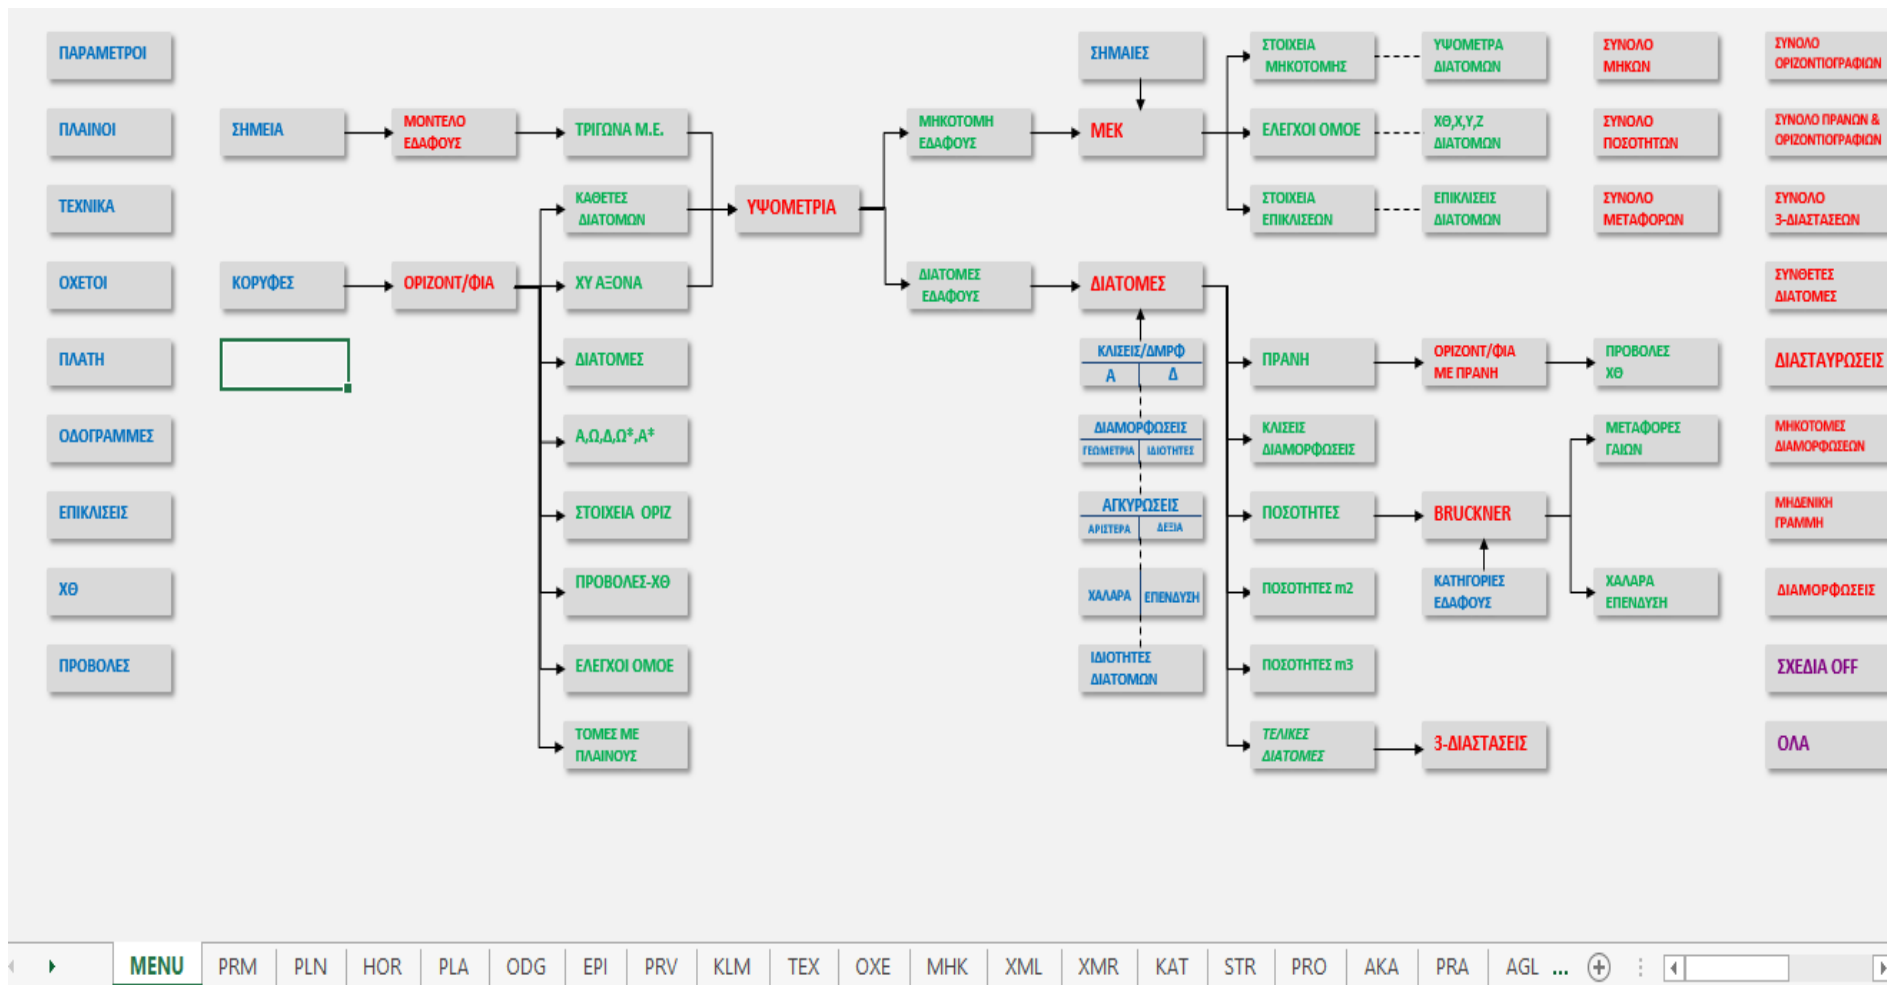 ΠΑΡΑΜΕΤΡΟΙ
ΠΛΑΙΝΟΙ
ΤΕΧΝΙΚΑ
ΟΧΕΤΟΙ
ΠΛΑΤΗ
ΟΔΟΓΡΑΜΜΕΣ
ΕΠΙΚΛΙΣΕΙΣ
ΧΘ
ΠΡΟΒΟΛΕΣ
ΣΗΜΕΙΑ
ΚΟΡΥΦΕΣ
ΜΟΝΤΕΛΟ
ΕΔΑΦΟΥΣ
ΟΡΙΖΟΝΤ/ΦΙΑ
ΤΡΙΓΩΝΑ Μ.Ε.
ΚΑΘΕΤΕΣ
ΔΙΑΤΟΜΩΝ
ΧΥ ΑΞΟΝΑ
ΔΙΑΤΟΜΕΣ
Α,Ω,Δ,Ω*,Α*
ΣΤΟΙΧΕΙΑ ΟΡΙΖ
ΠΡΟΒΟΛΕΣ-ΧΘ
ΕΛΕΓΧΟΙ ΟΜΟΕ
ΤΟΜΕΣ ΜΕ
ΠΛΑΙΝΟΥΣ
ΥΨΟΜΕΤΡΙΑ
ΜΗΚΟΤΟΜΗ
ΕΔΑΦΟΥΣ
ΔΙΑΤΟΜΕΣ
ΕΔΑΦΟΥΣ
ΣΗΜΑΙΕΣ
ΜΕΚ
ΔΙΑΤΟΜΕΣ
ΚΛΙΣΕΙΣ/ΔΜΡΦ
Α Δ
ΔΙΑΜΟΡΦΩΣΕΙΣ
ΓΕΩΜΕΤΡΙΑ ΙΔΙΟΤΗΤΕΣ
ΑΓΚΥΡΩΣΕΙΣ
ΑΡΙΣΤΕΡΑ ΔΕΞΙΑ
ΧΑΛΑΡΑ ΕΠΕΝΔΥΣΗ
ΙΔΙΟΤΗΤΕΣ
ΔΙΑΤΟΜΩΝ
ΣΤΟΙΧΕΙΑ
ΜΗΚΟΤΟΜΗΣ
ΕΛΕΓΧΟΙ ΟΜΟΕ
ΣΤΟΙΧΕΙΑ
ΕΠΙΚΛΙΣΕΩΝ
ΠΡΑΝΗ
ΚΛΙΣΕΙΣ
ΔΙΑΜΟΡΦΩΣΕΙΣ
ΠΟΣΟΤΗΤΕΣ
ΠΟΣΟΤΗΤΕΣ m2
ΠΟΣΟΤΗΤΕΣ m3
ΤΕΛΙΚΕΣ
ΔΙΑΤΟΜΕΣ
ΥΨΟΜΕΤΡΑ
ΔΙΑΤΟΜΩΝ
ΧΘ,Χ,Υ,Ζ
ΔΙΑΤΟΜΩΝ
ΕΠΙΚΛΙΣΕΙΣ
ΔΙΑΤΟΜΩΝ
ΟΡΙΖΟΝΤ/ΦΙΑ
ΜΕ ΠΡΑΝΗ
BRUCKNER
ΚΑΤΗΓΟΡΙΕΣ
ΕΔΑΦΟΥΣ
3-ΔΙΑΣΤΑΣΕΙΣ
ΣΥΝΟΛΟ
ΜΗΚΩΝ
ΣΥΝΟΛΟ
ΠΟΣΟΤΗΤΩΝ
ΣΥΝΟΛΟ
ΜΕΤΑΦΟΡΩΝ
ΠΡΟΒΟΛΕΣ
ΧΘ
ΜΕΤΑΦΟΡΕΣ
ΓΑΙΩΝ
ΧΑΛΑΡΑ
ΕΠΕΝΔΥΣΗ
ΣΥΝΟΛΟ
ΟΡΙΖΟΝΤΙΟΓΡΑΦΙΩΝ
ΣΥΝΟΛΟ ΠΡΑΝΩΝ &
ΟΡΙΖΟΝΤΙΟΓΡΑΦΙΩΝ
ΣΥΝΟΛΟ
3-ΔΙΑΣΤΑΣΕΩΝ
ΣΥΝΘΕΤΕΣ
ΔΙΑΤΟΜΕΣ
ΔΙΑΣΤΑΥΡΩΣΕΙΣ
ΜΗΚΟΤΟΜΕΣ
ΔΙΑΜΟΡΦΩΣΕΩΝ
ΜΗΔΕΝΙΚΗ
ΓΡΑΜΜΗ
ΔΙΑΜΟΡΦΩΣΕΙΣ
ΣΧΕΔΙΑ OFF
ΟΛΑ
MENU PRM PLN HOR PLA ODG EPI PRV KLM TEX OXE MHK XML XMR KAT STR PRO AKA PRA AGL ...